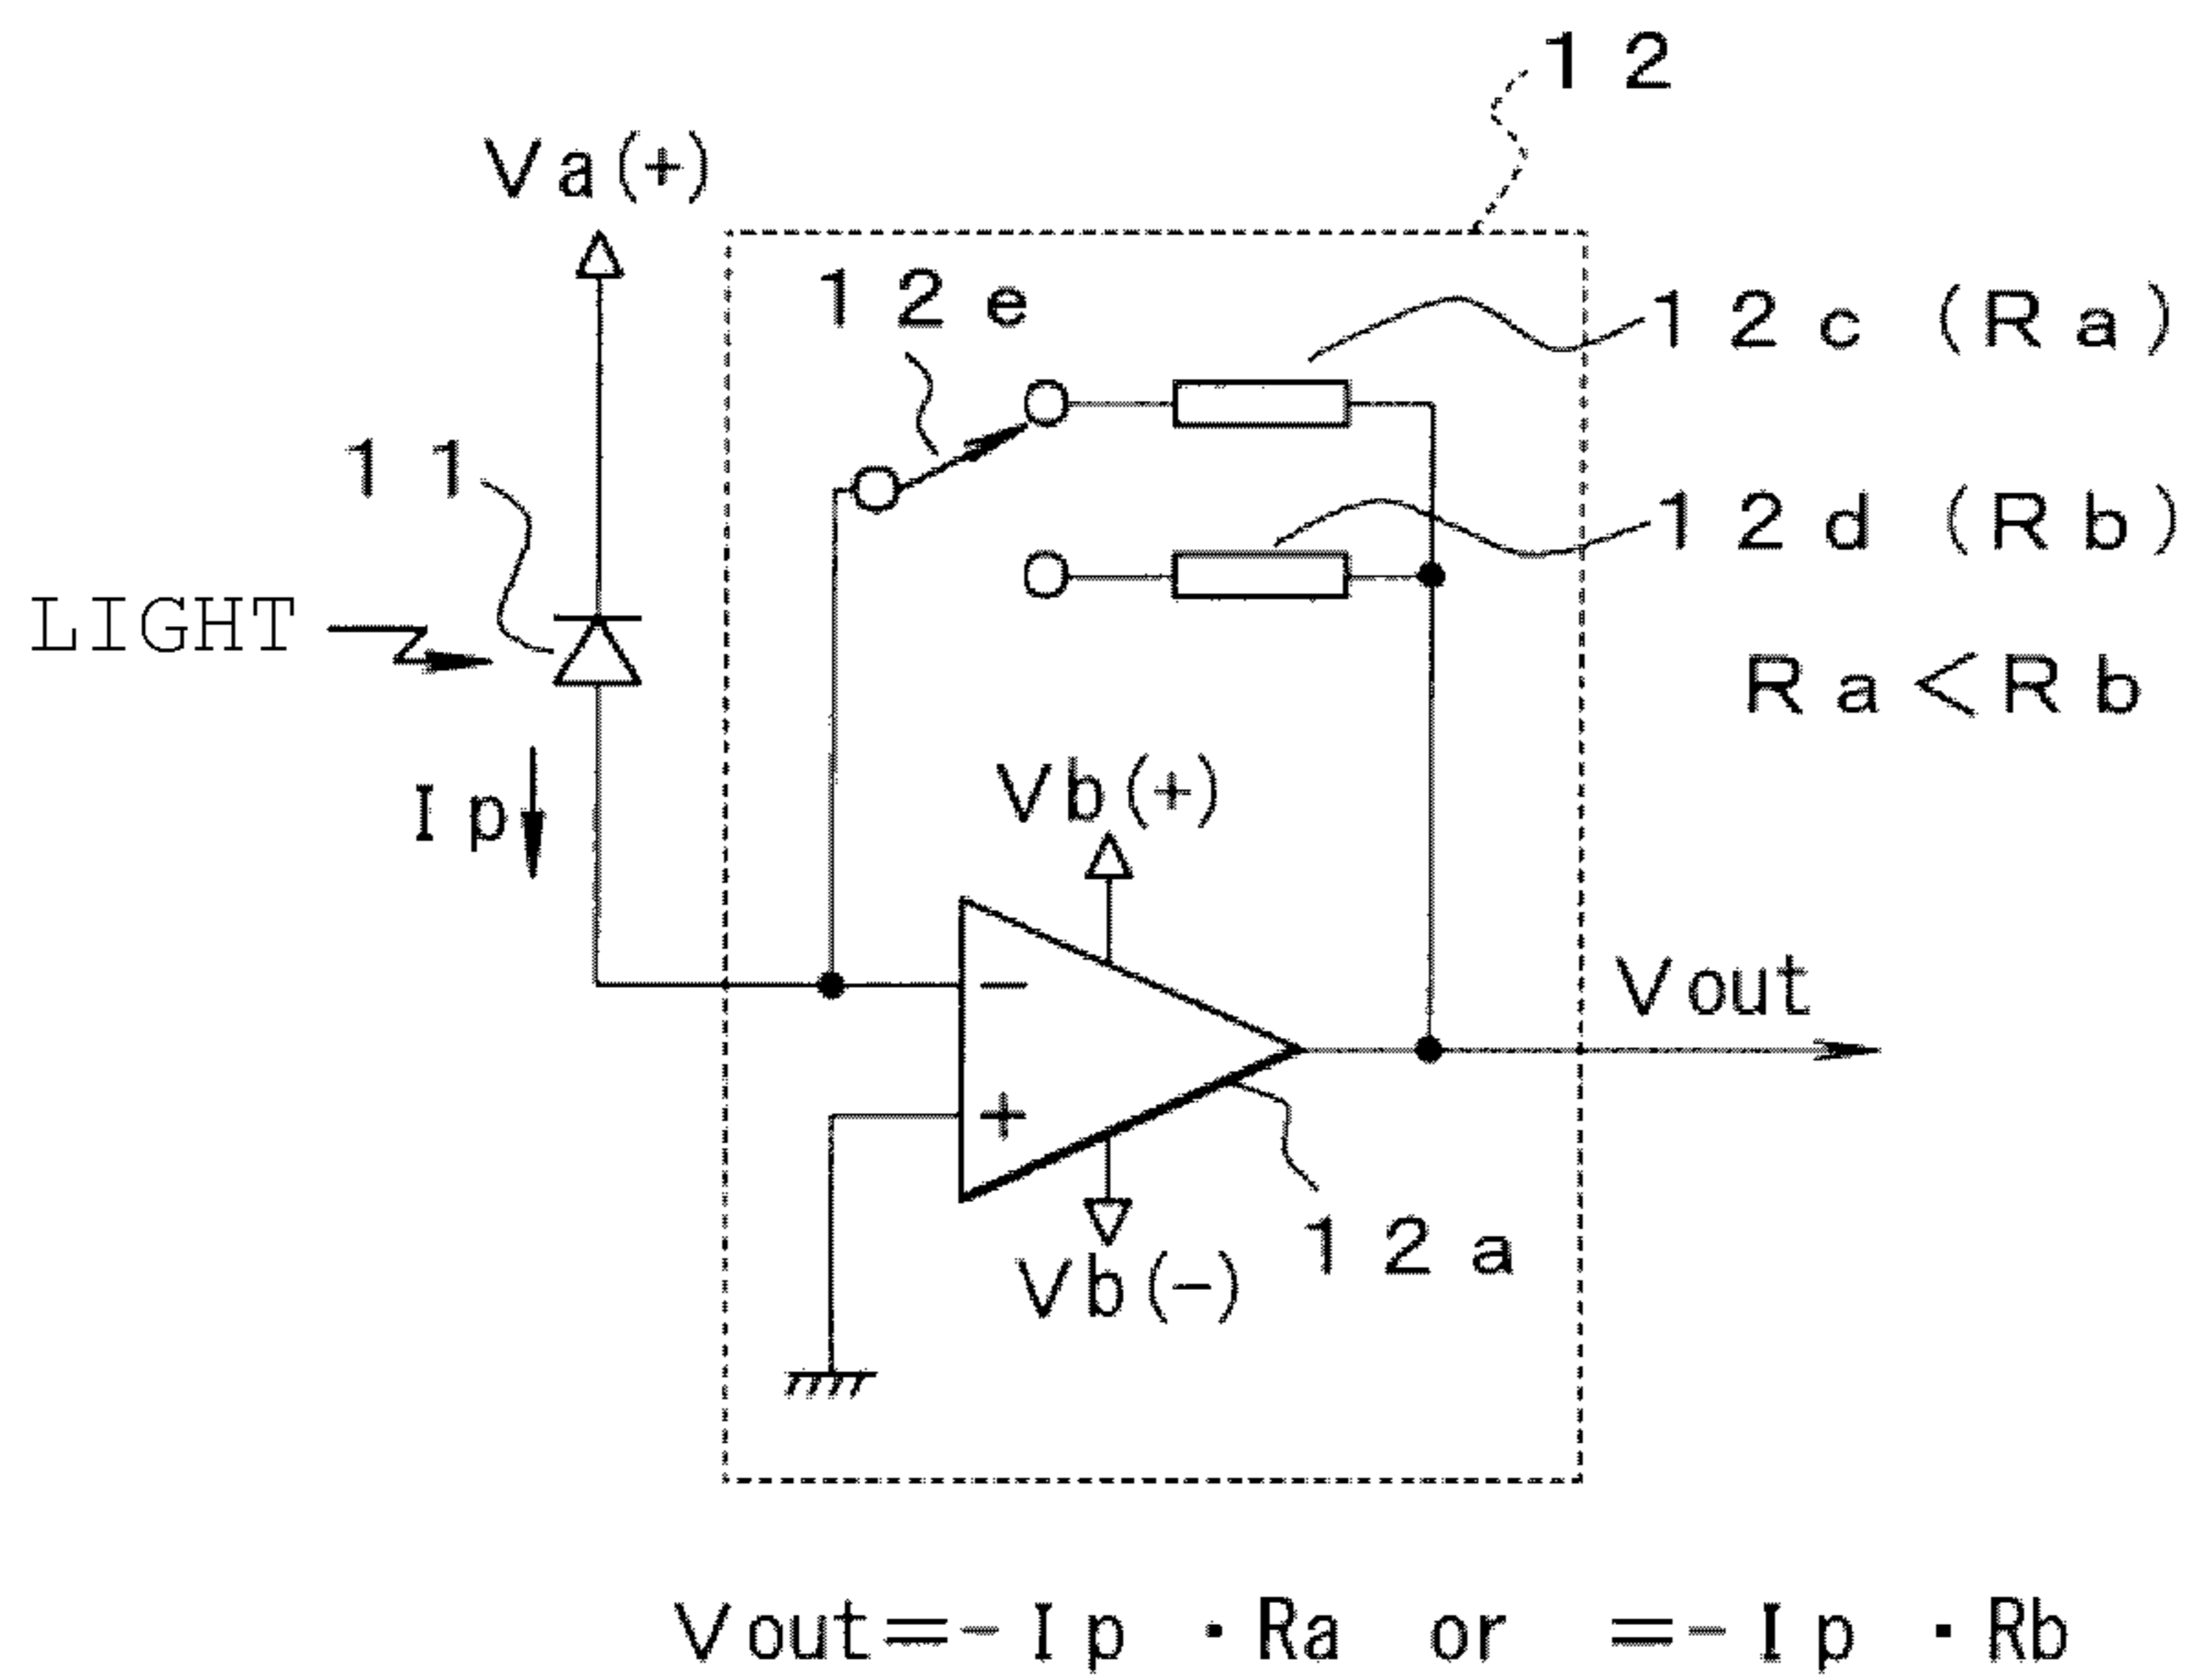 12
Va(+)
12e
12c (Ra)
11
12d (Rb)
LIGHT
Ra<Rb
Ip
Vb(+)
−
Vout
+
12a
Vb(-)
Vout=-Ip・Ra or =-Ip・Rb